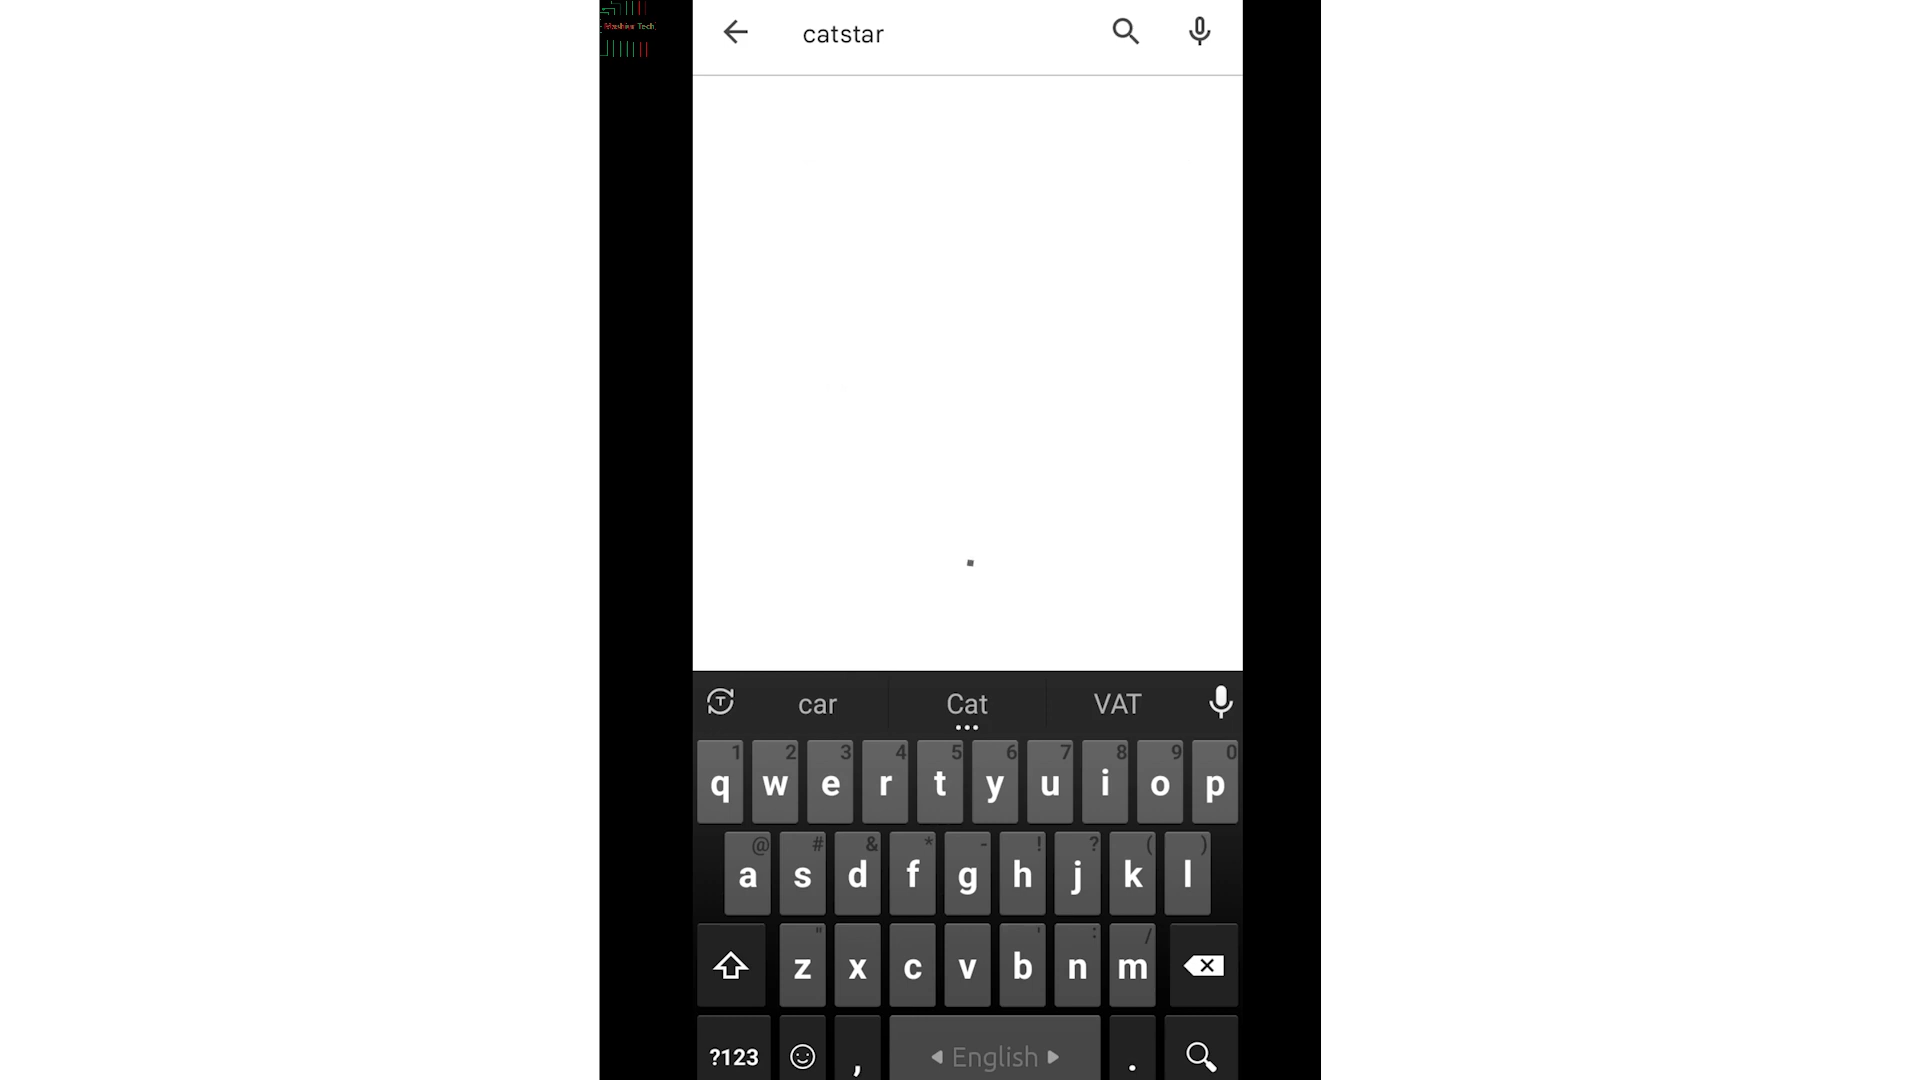 catstar
car Cat VAT
1 2 3 4 5 6 7 8 9 0
q w e r t y u i o p
@ # & * - ! ? ( )
a s d f g h j k l
" ' : /
z x c v b n m
?123 , English .